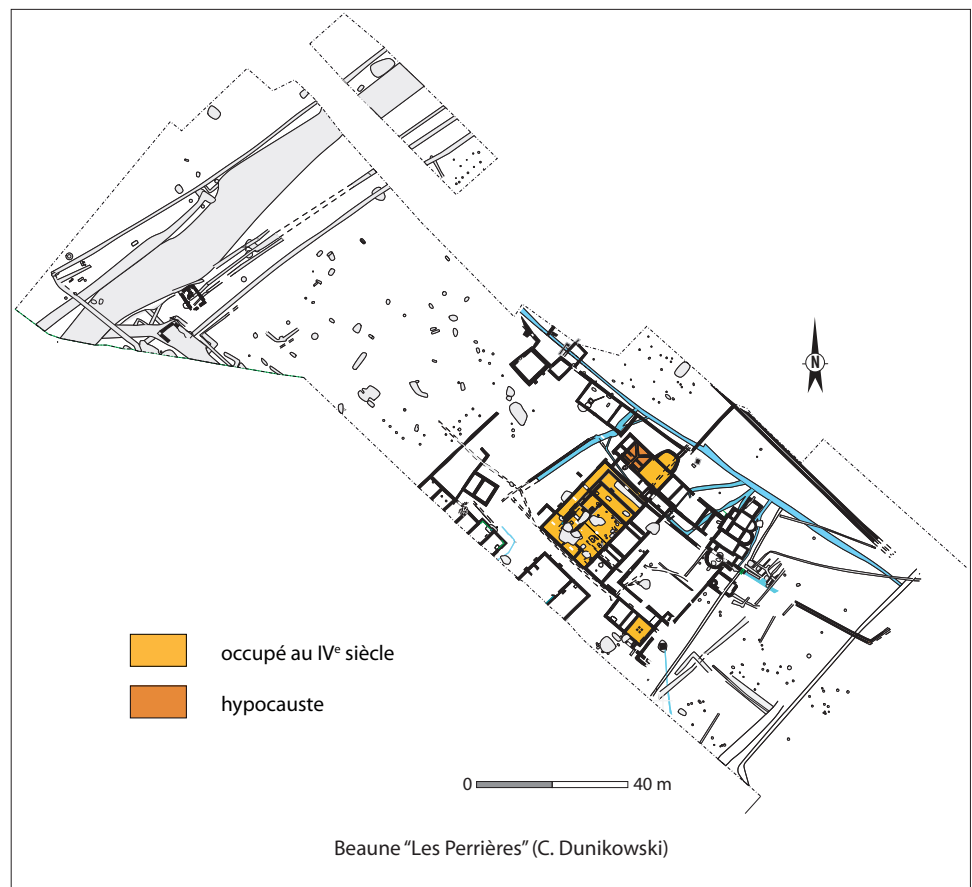 N
occupé au IVe siècle
hypocauste
0 40 m
Beaune "Les Perrières" (C. Dunikowski)